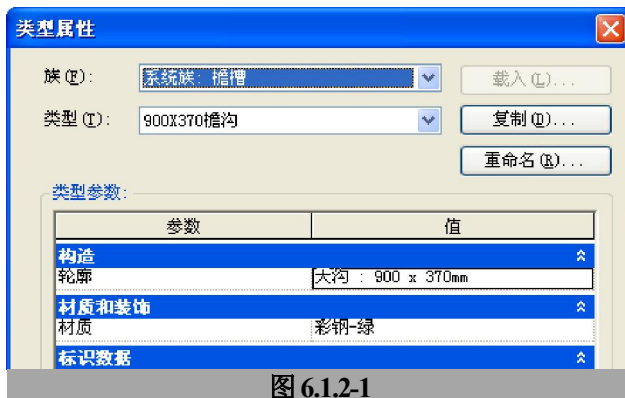 类型属性
族(F):
系统族: 檐槽
载入(L)...
类型(T):
900X370檐沟
复制(D)...
重命名(R)...
类型参数:
参数 值
构造
轮廓 天沟 : 900 x 370mm
材质和装饰
材质 彩钢-绿
标识数据
图 6.1.2-1